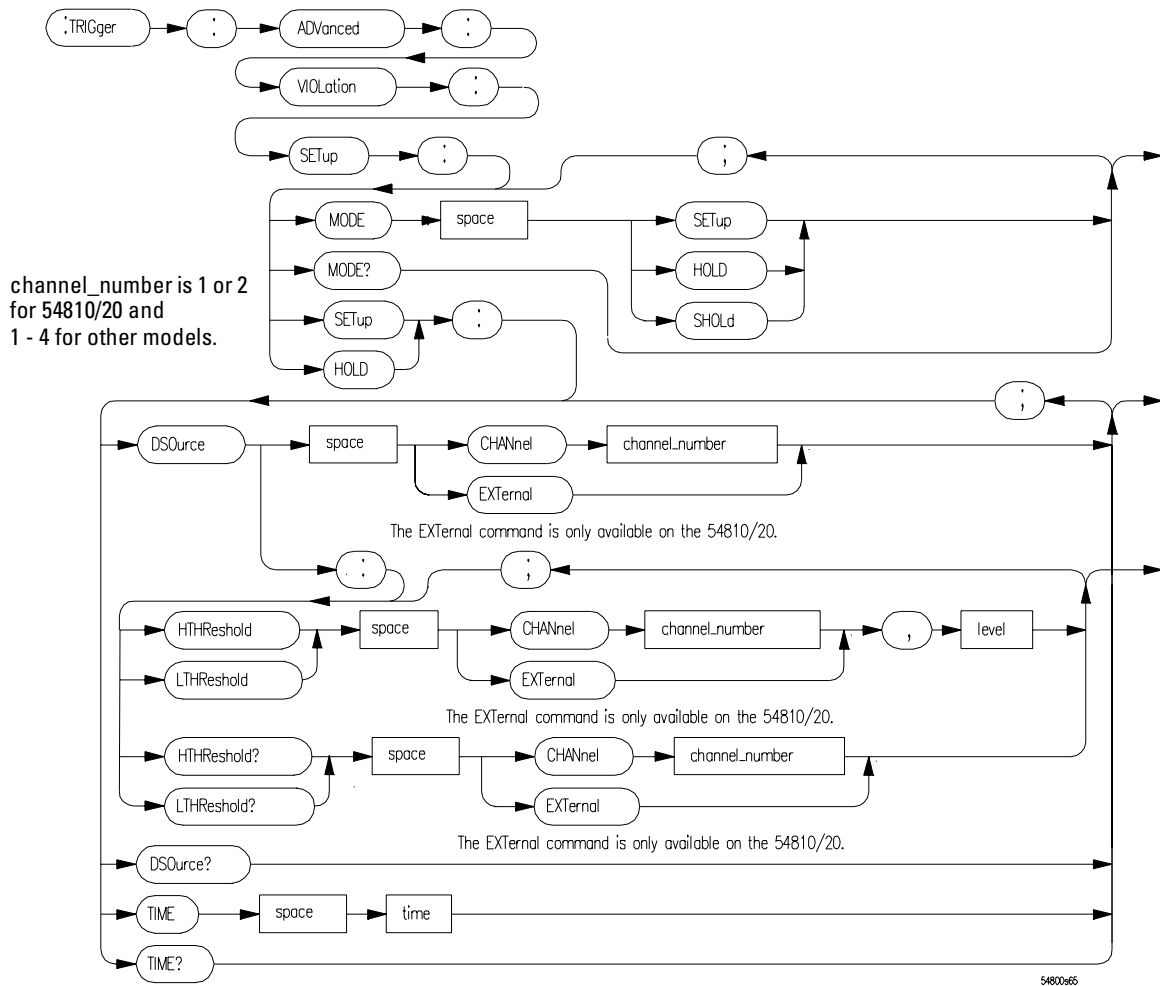 :TRIGger : ADVanced :
VIOLation :
SETup : ;
MODE space SETup
MODE? HOLD
channel_number is 1 or 2
for 54810/20 and
1 - 4 for other models.
SETup : SHOLd
HOLD
;
DSOurce space CHANnel channel_number
EXTernal
The EXTernal command is only available on the 54810/20.
: ;
HTHReshold space CHANnel channel_number , level
LTHReshold EXTernal
The EXTernal command is only available on the 54810/20.
HTHReshold? space CHANnel channel_number
LTHReshold? EXTernal
The EXTernal command is only available on the 54810/20.
DSOurce?
TIME space time
TIME?
54800s65